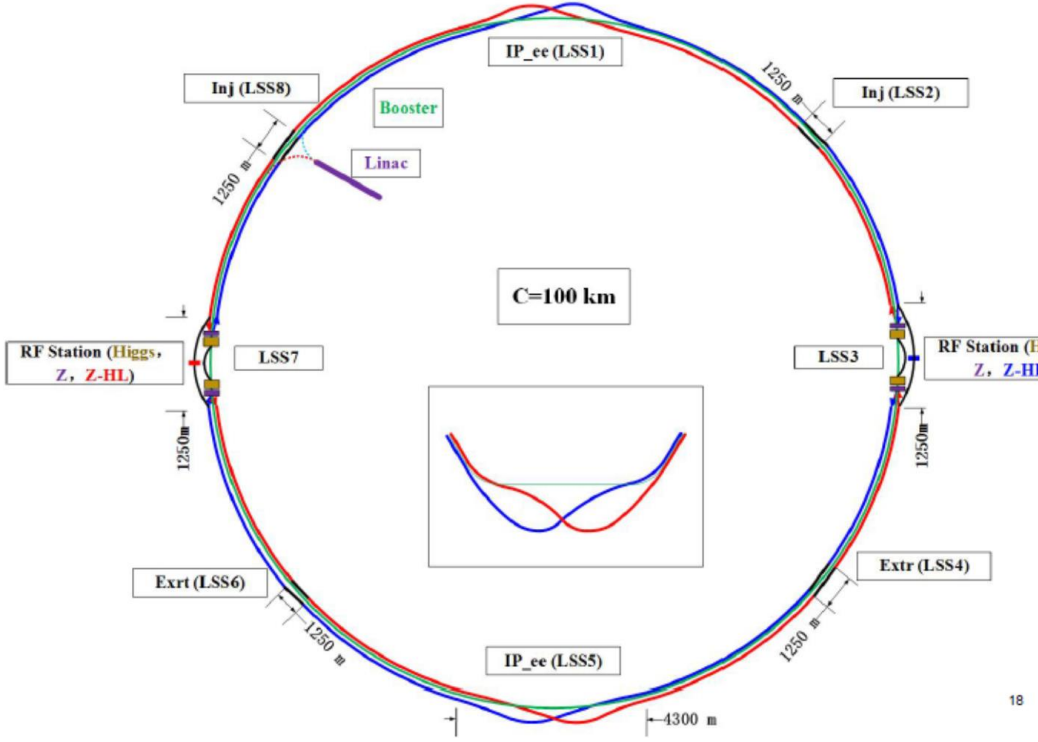 IP_ee (LSS1)
Inj (LSS8)
1250 m
Inj (LSS2)
Booster
1250 m
Linac
C=100 km
RF Station (Higgs,
Z, Z-HL)
LSS7
LSS3
RF Station (H
Z, Z-H
1250m
1250m
Exrt (LSS6)
Extr (LSS4)
1250 m
1250 m
IP_ee (LSS5)
4300 m
18